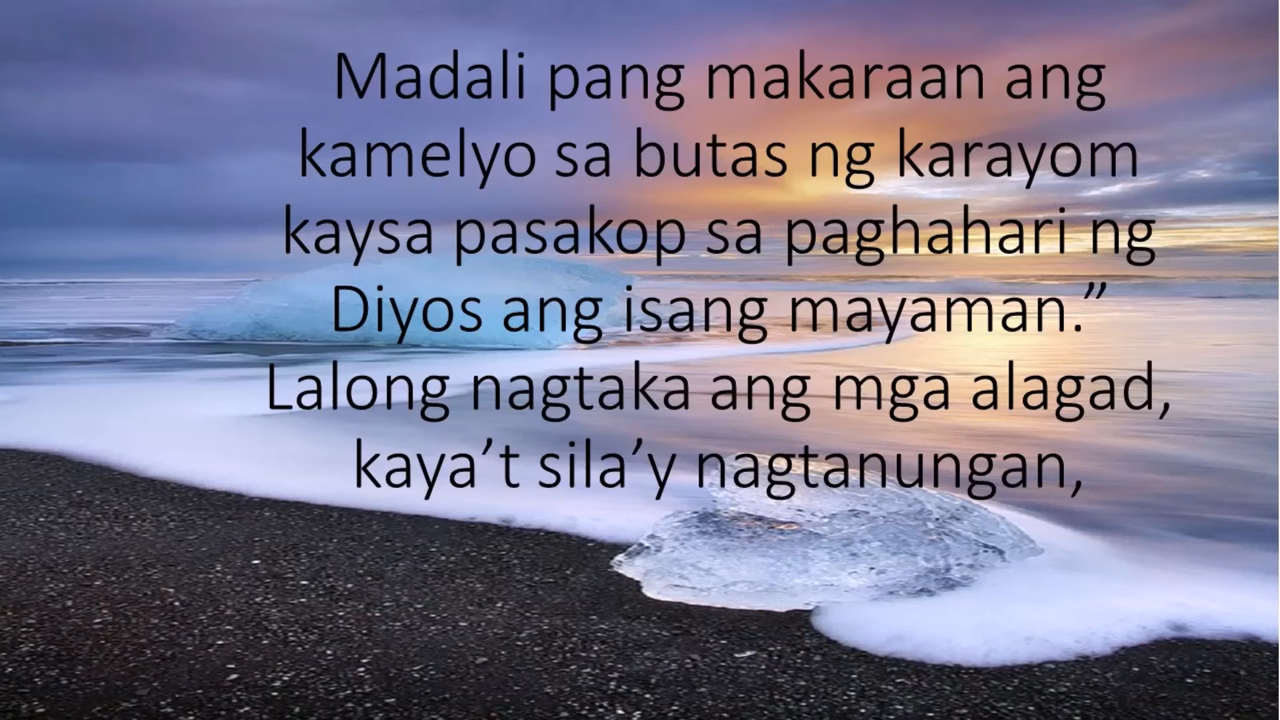 Madali pang makaraan ang
kamelyo sa butas ng karayom
kaysa pasakop sa paghahari ng
Diyos ang isang mayaman.”
Lalong nagtaka ang mga alagad,
kaya’t sila’y nagtanungan,